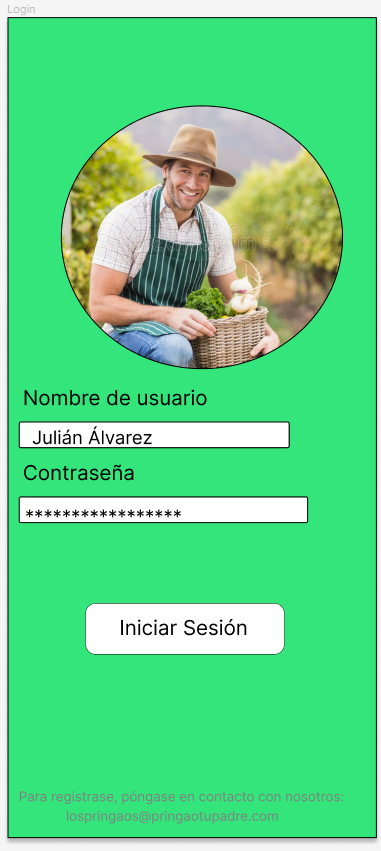 Login
Nombre de usuario
Julián Álvarez
Contraseña
*****************
Iniciar Sesión
Para registrase, póngase en contacto con nosotros:
lospringaos@pringaotupadre.com